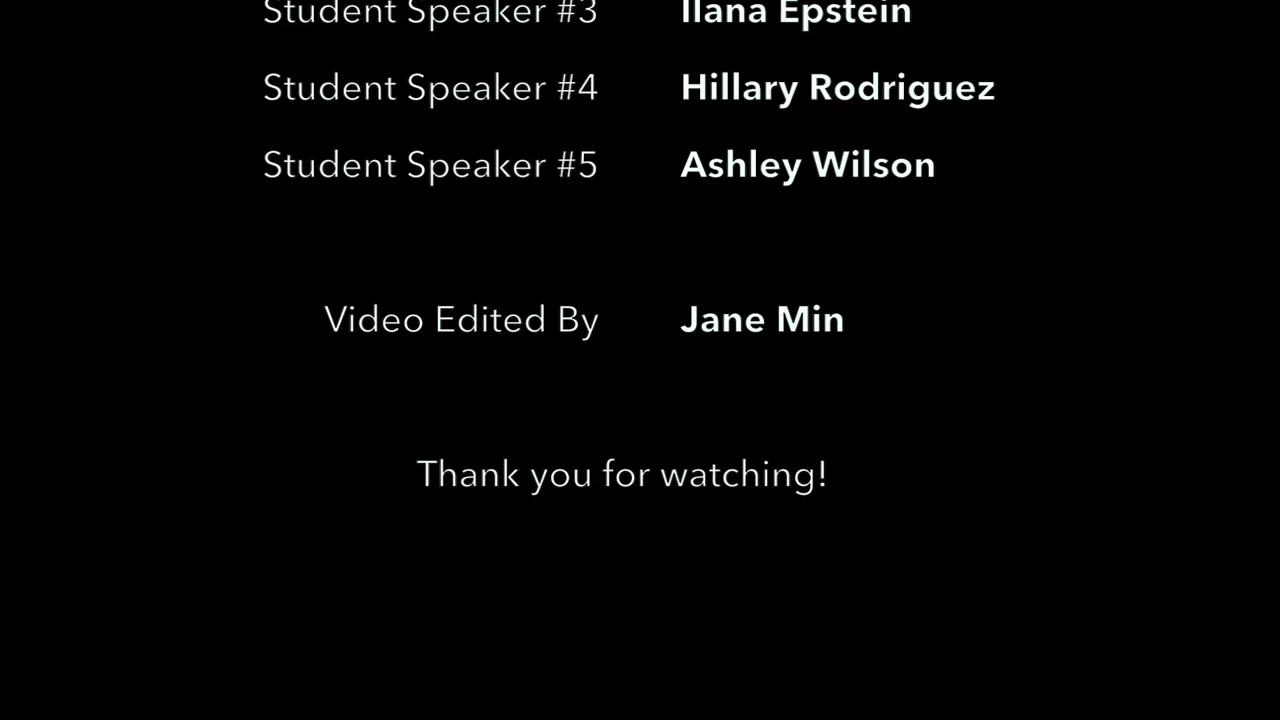 Student Speaker #3 Ilana Epstein
Student Speaker #4 Hillary Rodriguez
Student Speaker #5 Ashley Wilson
Video Edited By Jane Min
Thank you for watching!